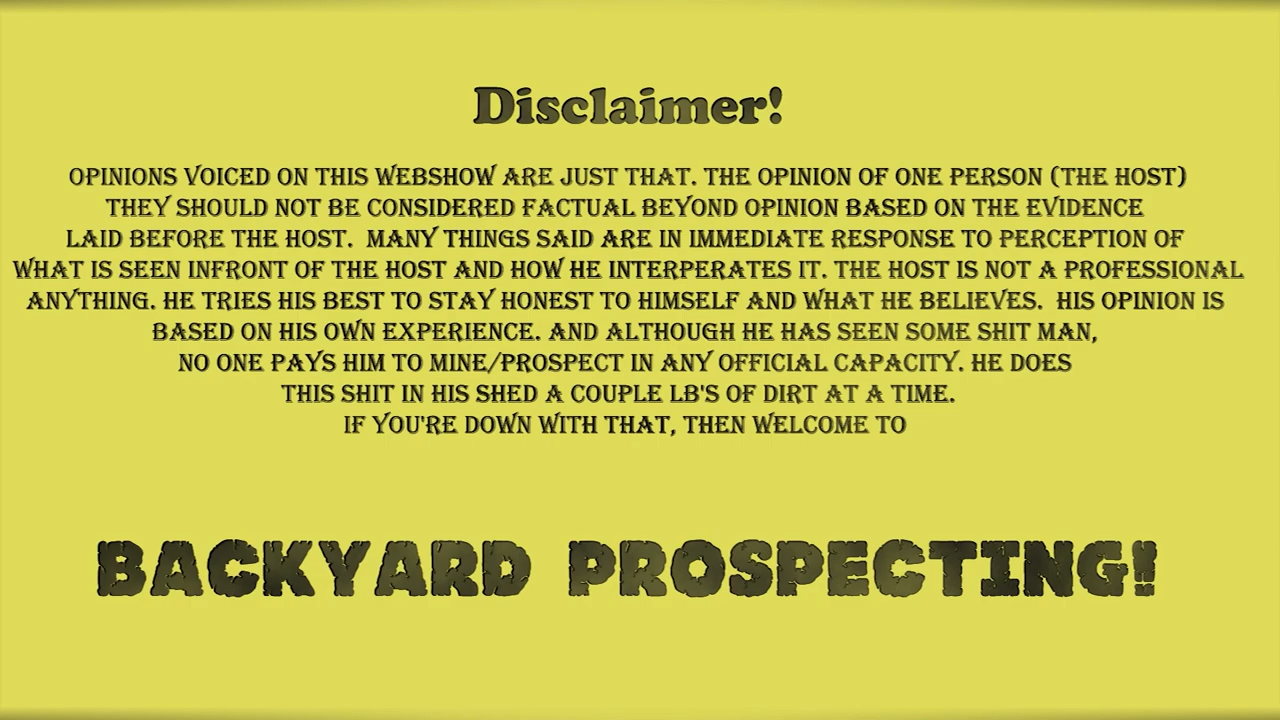 Disclaimer!
OPINIONS VOICED ON THIS WEBSHOW ARE JUST THAT. THE OPINION OF ONE PERSON (THE HOST)
THEY SHOULD NOT BE CONSIDERED FACTUAL BEYOND OPINION BASED ON THE EVIDENCE
LAID BEFORE THE HOST.  MANY THINGS SAID ARE IN IMMEDIATE RESPONSE TO PERCEPTION OF
WHAT IS SEEN INFRONT OF THE HOST AND HOW HE INTERPERATES IT. THE HOST IS NOT A PROFESSIONAL
ANYTHING. HE TRIES HIS BEST TO STAY HONEST TO HIMSELF AND WHAT HE BELIEVES.  HIS OPINION IS
BASED ON HIS OWN EXPERIENCE. AND ALTHOUGH HE HAS SEEN SOME SHIT MAN,
NO ONE PAYS HIM TO MINE/PROSPECT IN ANY OFFICIAL CAPACITY. HE DOES
THIS SHIT IN HIS SHED A COUPLE LB'S OF DIRT AT A TIME.
IF YOU'RE DOWN WITH THAT, THEN WELCOME TO
BACKYARD PROSPECTING!